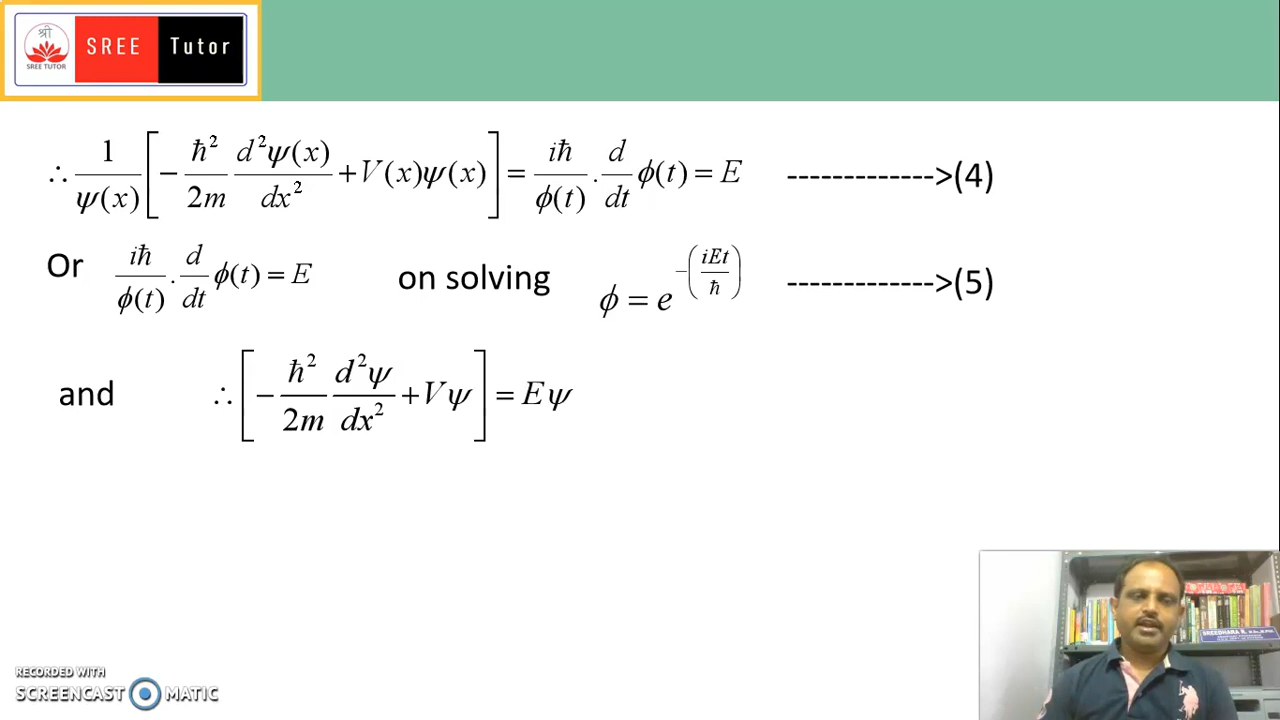 श्री
SREE TUTOR
SREE Tutor
∴ 1/ψ(x) [ − ħ²/2m d²ψ(x)/dx² + V(x)ψ(x) ] = iħ/ϕ(t) . d/dt ϕ(t) = E ------------->(4)
Or iħ/ϕ(t) . d/dt ϕ(t) = E on solving ϕ = e^−(iEt/ħ) ------------->(5)
and ∴ [ − ħ²/2m d²ψ/dx² + Vψ ] = Eψ
SREEDHARA K.
RECORDED WITH
SCREENCAST MATIC